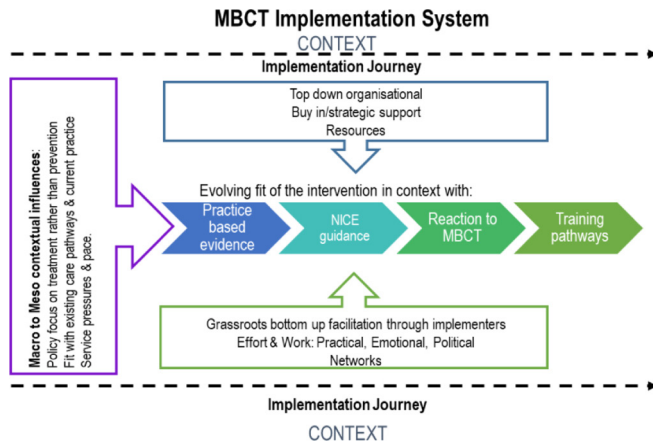 MBCT Implementation System
CONTEXT
Implementation Journey
Top down organisational
Buy in/strategic support
Resources
Macro to Meso contextual influences:
Policy focus on treatment rather than prevention
Fit with existing care pathways & current practice
Service pressures & pace.
Evolving fit of the intervention in context with:
Practice
based
evidence
NICE
guidance
Reaction to
MBCT
Training
pathways
Grassroots bottom up facilitation through implementers
Effort & Work: Practical, Emotional, Political
Networks
Implementation Journey
CONTEXT